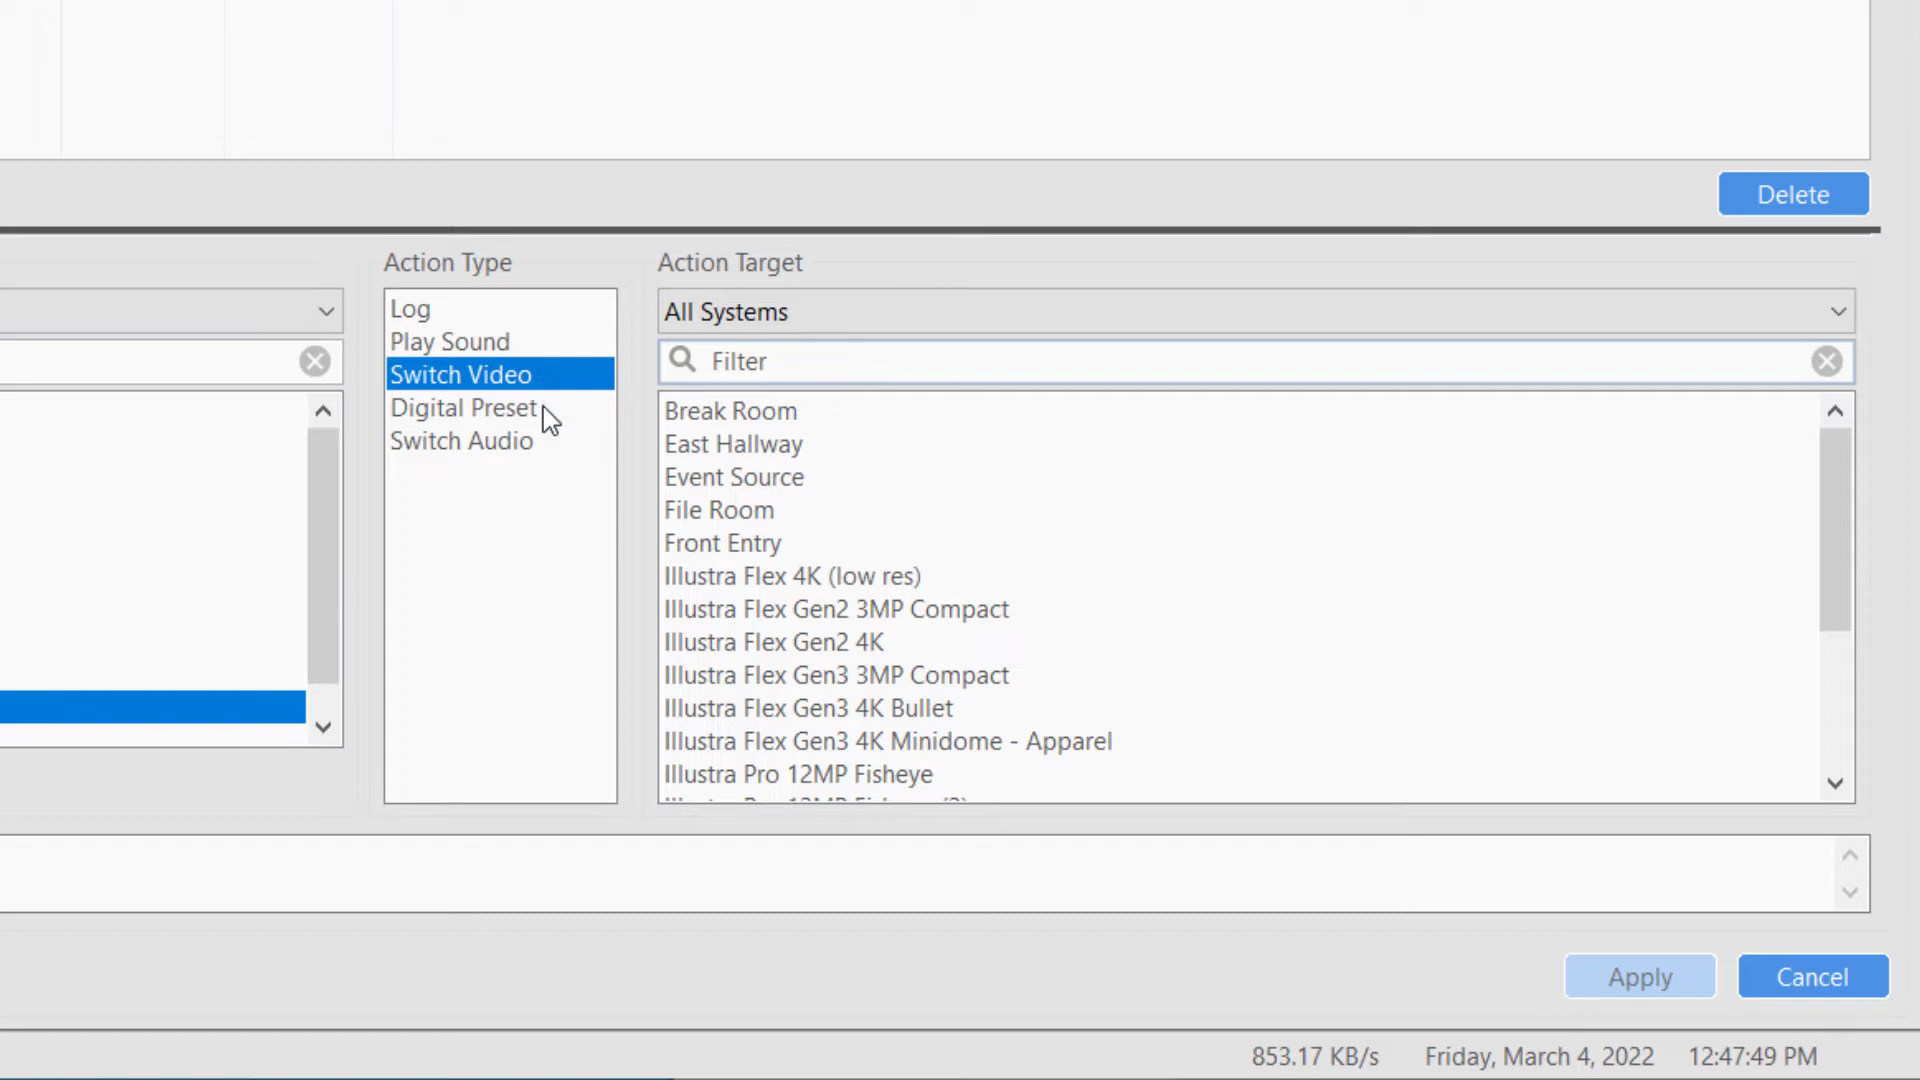 Delete
Action Type
Log
Play Sound
Switch Video
Digital Preset
Switch Audio
Action Target
All Systems
Filter
Break Room
East Hallway
Event Source
File Room
Front Entry
Illustra Flex 4K (low res)
Illustra Flex Gen2 3MP Compact
Illustra Flex Gen2 4K
Illustra Flex Gen3 3MP Compact
Illustra Flex Gen3 4K Bullet
Illustra Flex Gen3 4K Minidome - Apparel
Illustra Pro 12MP Fisheye
Apply
Cancel
853.17 KB/s Friday, March 4, 2022 12:47:49 PM